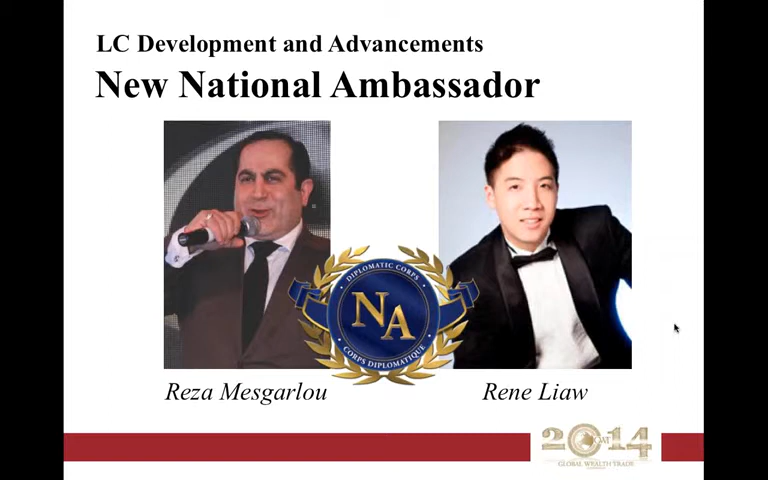 LC Development and Advancements
New National Ambassador
DIPLOMATIC CORPS
NA
CORPS DIPLOMATIQUE
Reza Mesgarlou
Rene Liaw
2014
GWT
GLOBAL WEALTH TRADE